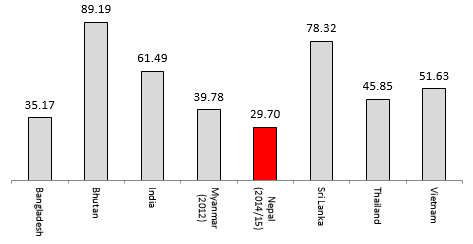 35.17
89.19
61.49
39.78
29.70
78.32
45.85
51.63
Bangladesh
Bhutan
India
Myanmar
(2012)
Nepal
(2014/15)
Sri Lanka
Thailand
Vietnam